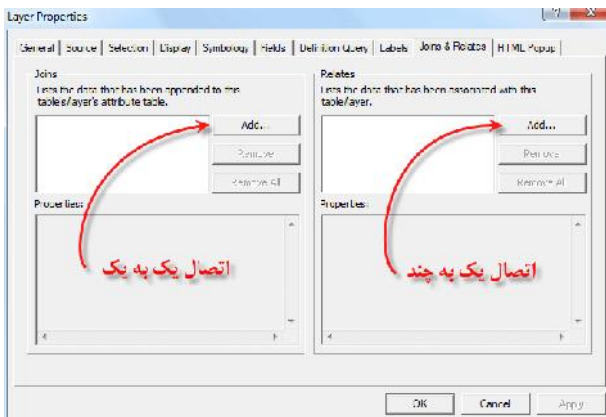 Layer Properties
General Source Selection Display Symbology Fields Definition Query Labels Joins & Relates HTML Popup
Joins
Lists the data that has been appended to this
table's/layer's attribute table.
Add...
Remove
Remove All
Properties:
اتصال یک به یک
Relates
Lists the data that has been associated with this
table/layer.
Add...
Remove
Remove All
Properties:
اتصال یک به چند
OK Cancel Apply